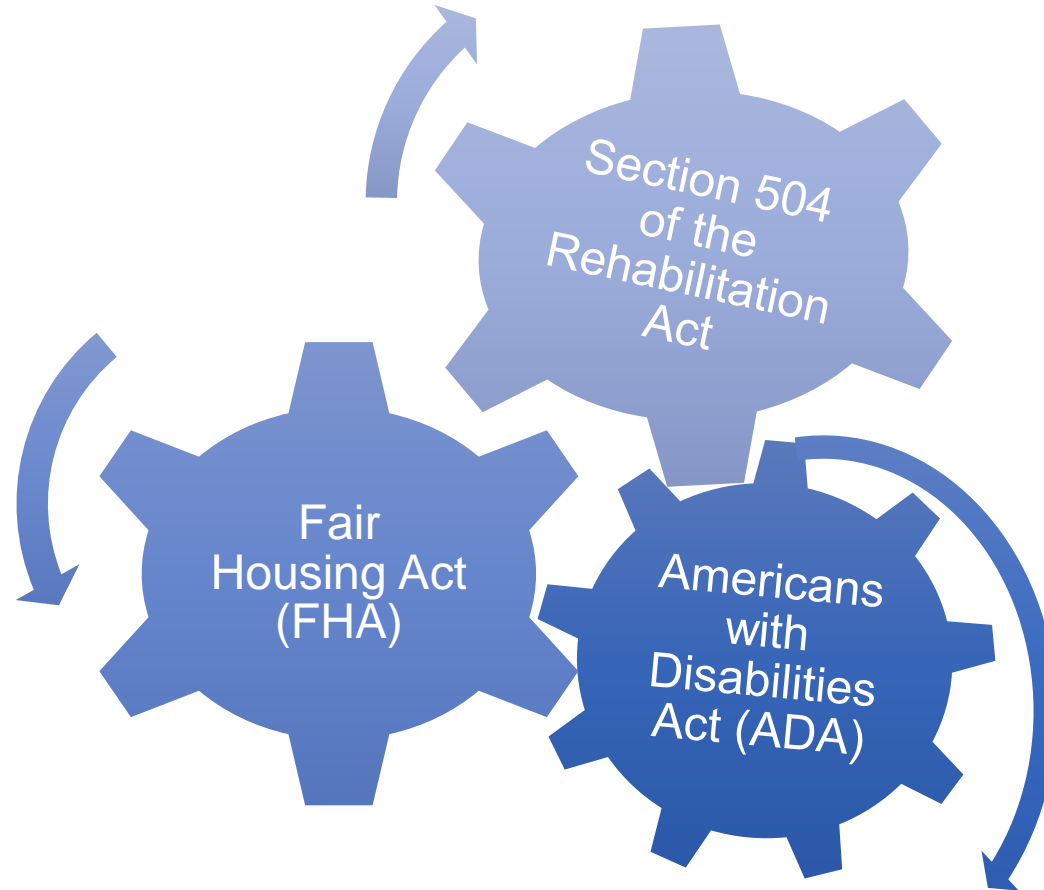 Section 504
of the
Rehabilitation
Act
Fair
Housing Act
(FHA)
Americans
with
Disabilities
Act (ADA)